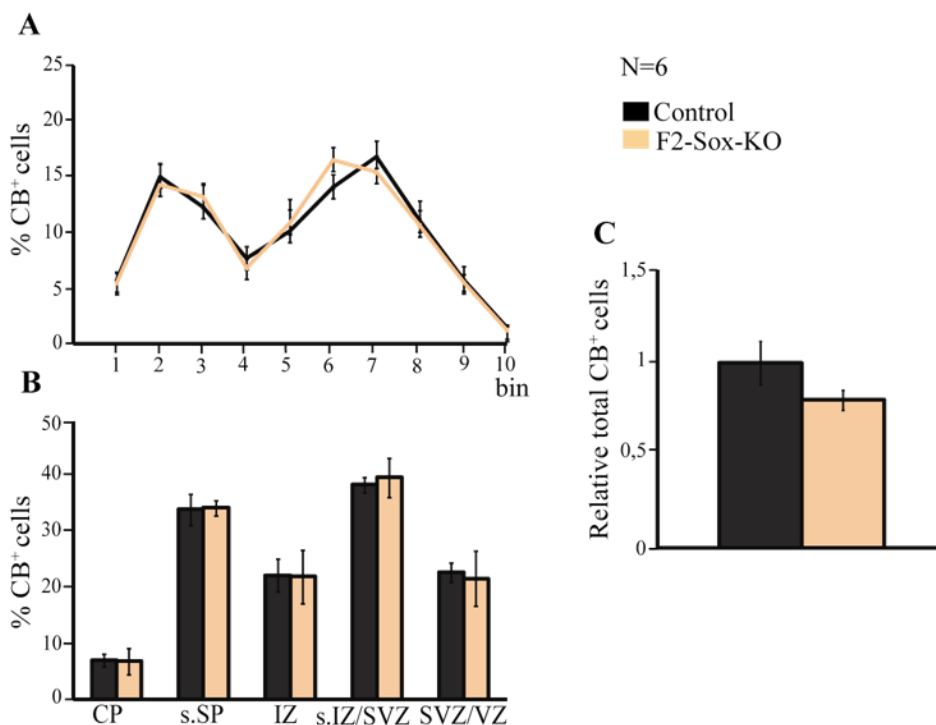 A
% CB⁺ cells
25
20
15
10
5
0
1 2 3 4 5 6 7 8 9 10
bin
N=6
Control
F2-Sox-KO
B
% CB⁺ cells
50
40
30
20
10
0
CP s.SP IZ s.IZ/SVZ SVZ/VZ
C
Relative total CB⁺ cells
1,5
1
0,5
0